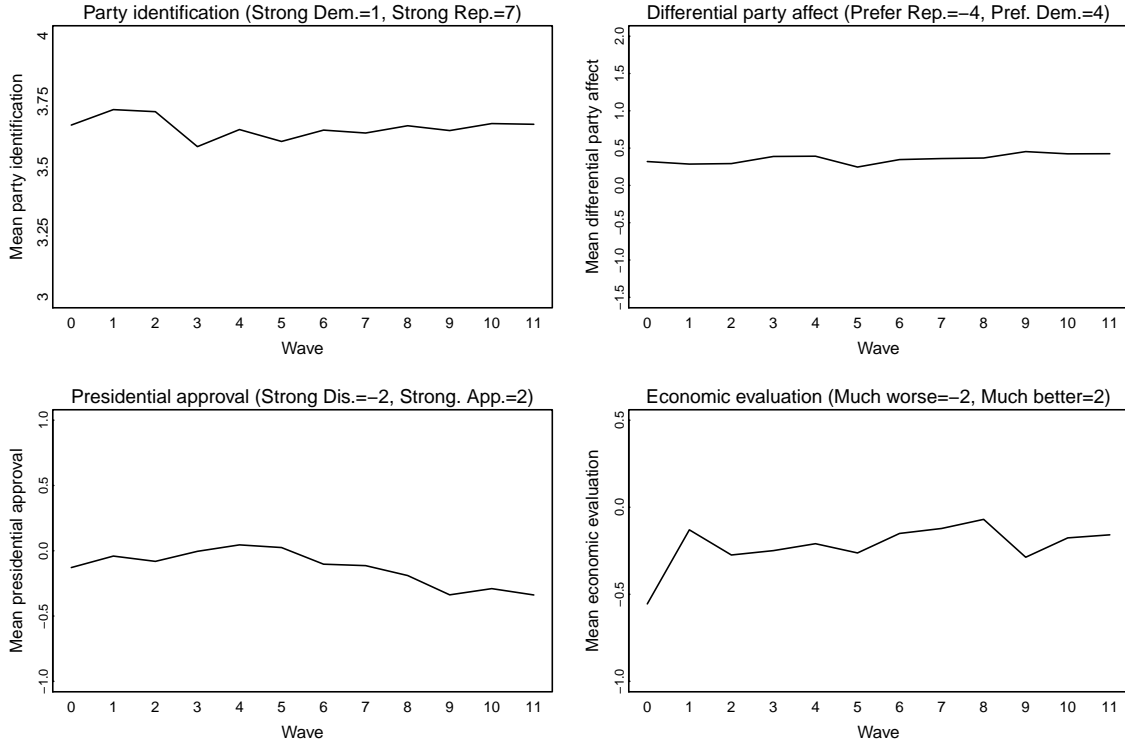 Party identification (Strong Dem.=1, Strong Rep.=7)
Mean party identification
4
3.75
3.5
3.25
3
0 1 2 3 4 5 6 7 8 9 10 11
Wave
Differential party affect (Prefer Rep.=−4, Pref. Dem.=4)
Mean differential party affect
2.0
1.5
1.0
0.5
0.0
−0.5
−1.0
−1.5
0 1 2 3 4 5 6 7 8 9 10 11
Wave
Presidential approval (Strong Dis.=−2, Strong. App.=2)
Mean presidential approval
1.0
0.5
0.0
−0.5
−1.0
0 1 2 3 4 5 6 7 8 9 10 11
Wave
Economic evaluation (Much worse=−2, Much better=2)
Mean economic evaluation
0.5
0.0
−0.5
−1.0
0 1 2 3 4 5 6 7 8 9 10 11
Wave